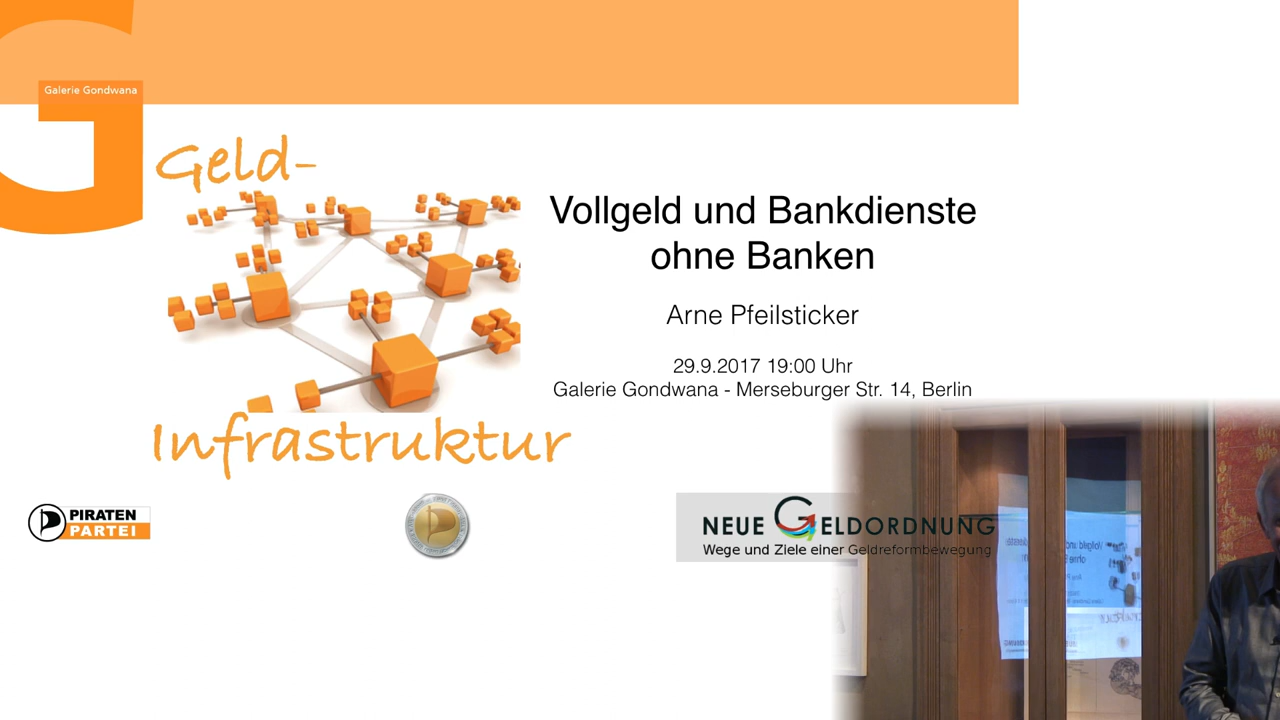 Galerie Gondwana
Geld-
Infrastruktur
Vollgeld und Bankdienste
ohne Banken
Arne Pfeilsticker
29.9.2017 19:00 Uhr
Galerie Gondwana - Merseburger Str. 14, Berlin
PIRATEN
PARTEI
NEUE GELDORDNUNG
Wege und Ziele einer Geldreformbewegung